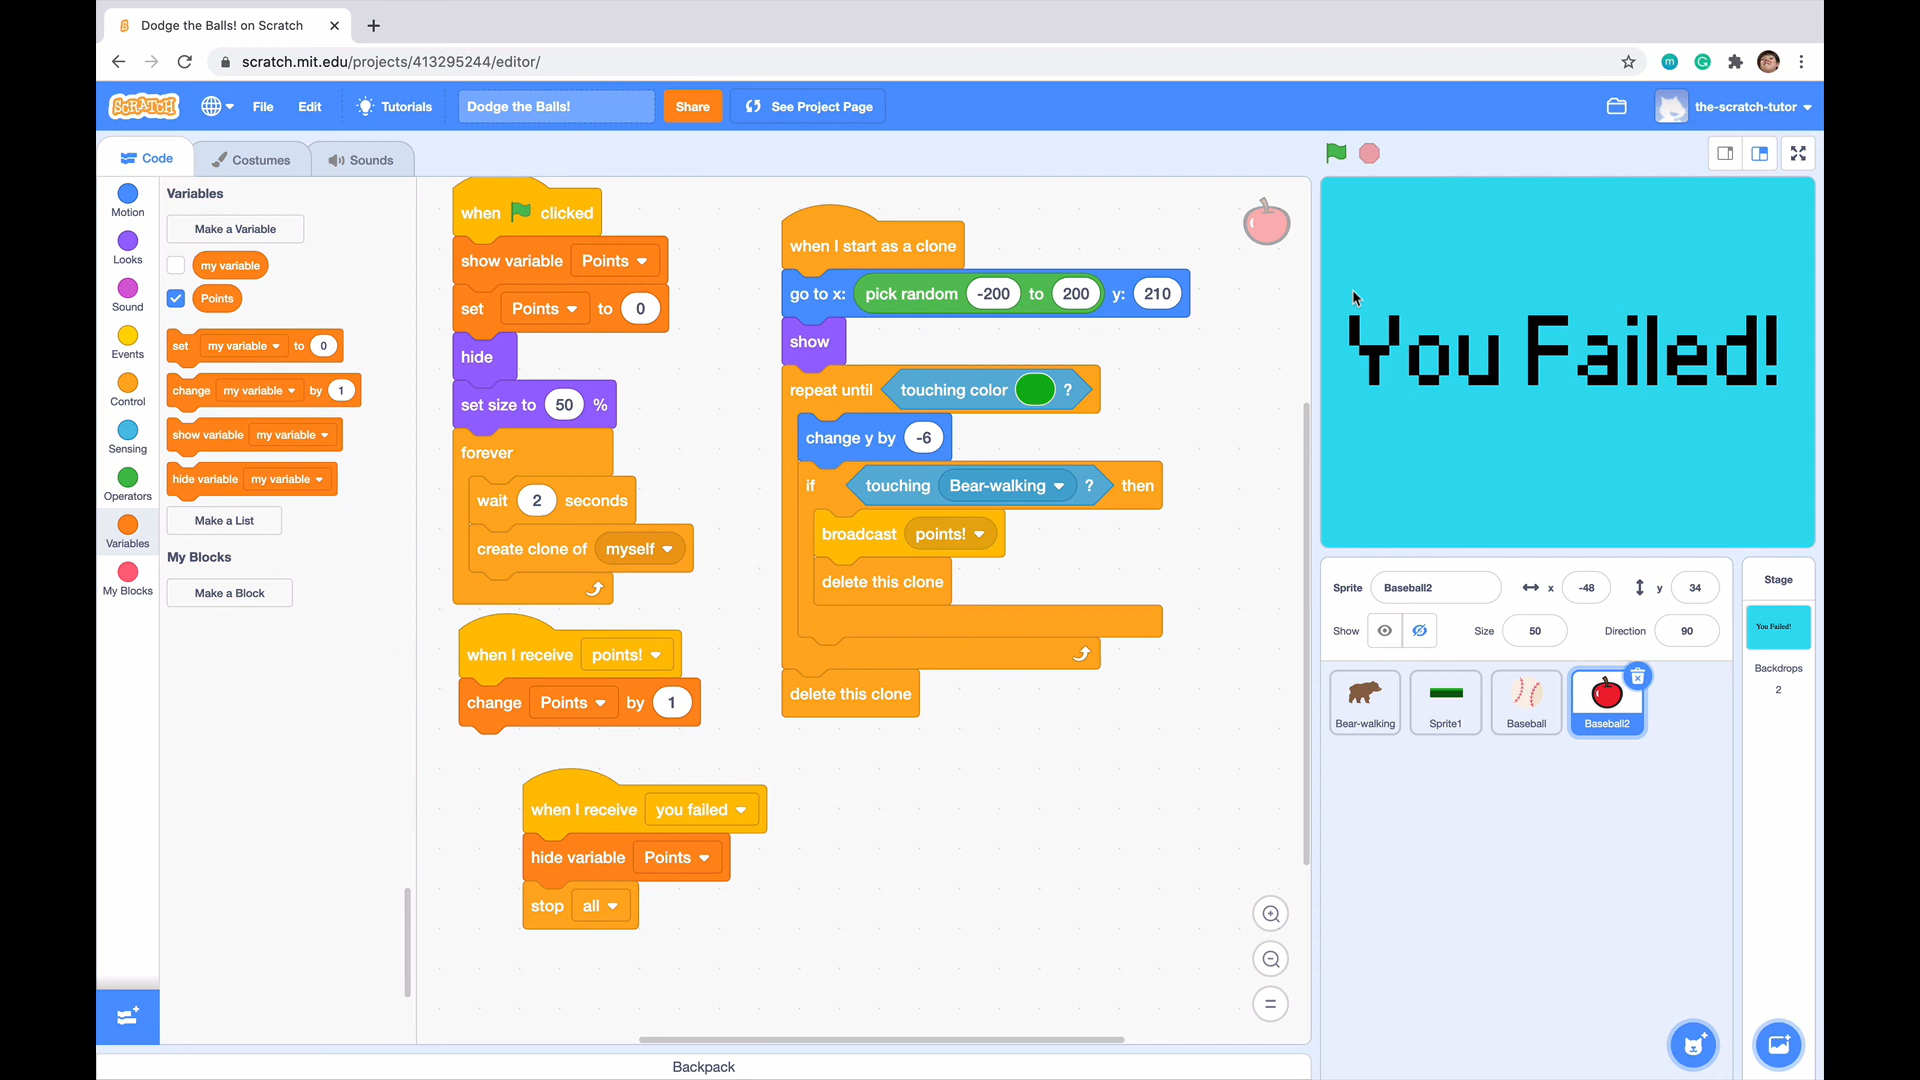 Dodge the Balls! on Scratch
scratch.mit.edu/projects/413295244/editor/
SCRATCH
File
Edit
Tutorials
Dodge the Balls!
Share
See Project Page
the-scratch-tutor
Code
Costumes
Sounds
Motion
Looks
Sound
Events
Control
Sensing
Operators
Variables
My Blocks
Variables
Make a Variable
my variable
Points
set my variable to 0
change my variable by 1
show variable my variable
hide variable my variable
Make a List
My Blocks
Make a Block
when clicked
show variable Points
set Points to 0
hide
set size to 50 %
forever
wait 2 seconds
create clone of myself
when I receive points!
change Points by 1
when I receive you failed
hide variable Points
stop all
when I start as a clone
go to x: pick random -200 to 200 y: 210
show
repeat until touching color ?
change y by -6
if touching Bear-walking ? then
broadcast points!
delete this clone
delete this clone
Backpack
You Failed!
Sprite Baseball2 x -48 y 34
Show Size 50 Direction 90
Bear-walking
Sprite1
Baseball
Baseball2
Stage
You Failed!
Backdrops
2